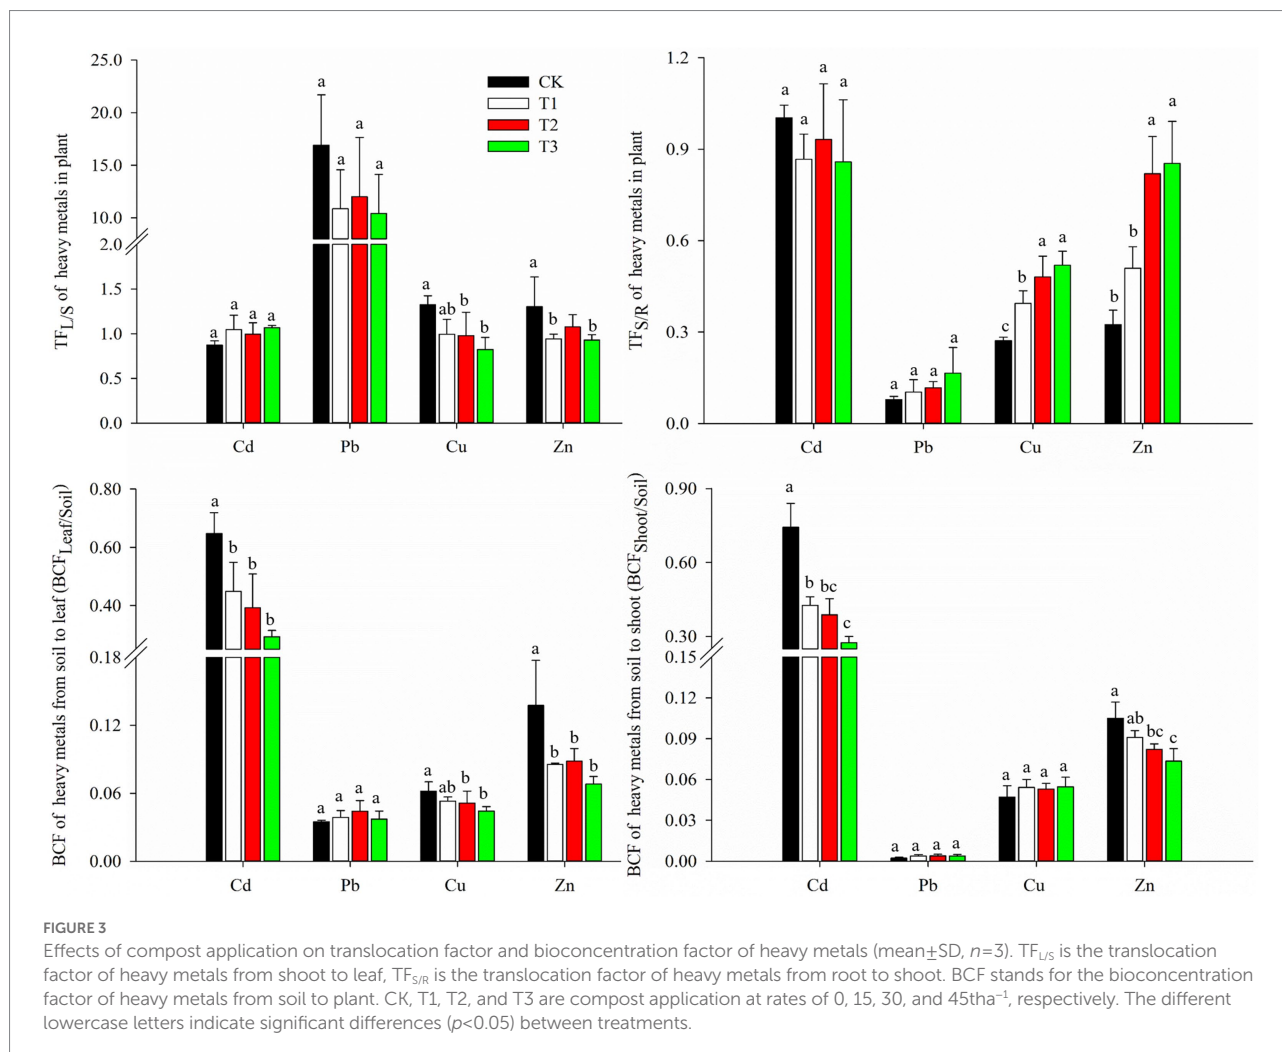 TF_L/S of heavy metals in plant
25.0
20.0
15.0
10.0
2.0
1.5
1.0
0.5
0.0
CK
T1
T2
T3
a a a a
a a a a
a ab b b
a b b
Cd Pb Cu Zn
TF_S/R of heavy metals in plant
1.2
0.9
0.6
0.3
0.0
a a a a
a a a a
c b a a
b b a a
Cd Pb Cu Zn
BCF of heavy metals from soil to leaf (BCF_Leaf/Soil)
0.80
0.60
0.40
0.18
0.12
0.06
0.00
a b b b
a a a a
a ab b b
a b b b
Cd Pb Cu Zn
BCF of heavy metals from soil to shoot (BCF_Shoot/Soil)
0.90
0.60
0.30
0.15
0.12
0.09
0.06
0.03
0.00
a b bc c
a a a a
a a a a
a ab bc c
Cd Pb Cu Zn
FIGURE 3
Effects of compost application on translocation factor and bioconcentration factor of heavy metals (mean±SD, n=3). TF_L/S is the translocation
factor of heavy metals from shoot to leaf, TF_S/R is the translocation factor of heavy metals from root to shoot. BCF stands for the bioconcentration
factor of heavy metals from soil to plant. CK, T1, T2, and T3 are compost application at rates of 0, 15, 30, and 45tha⁻¹, respectively. The different
lowercase letters indicate significant differences (p<0.05) between treatments.